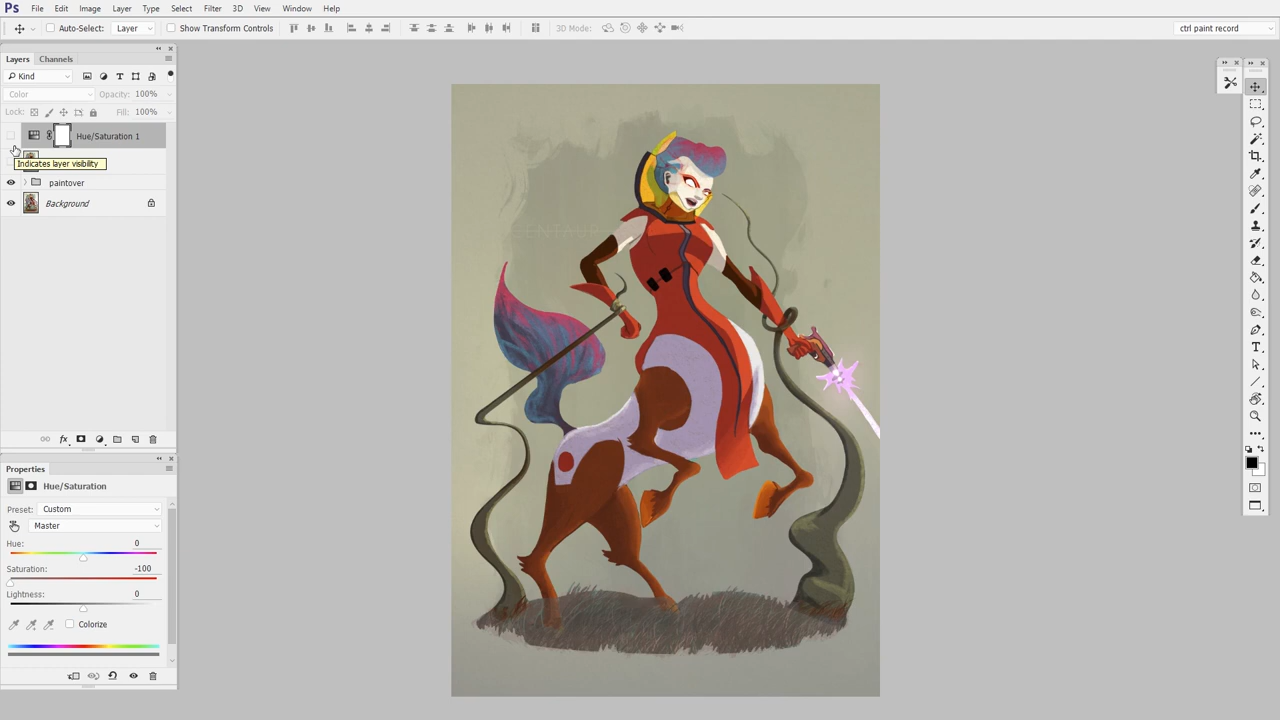 Ps File Edit Image Layer Type Select Filter 3D View Window Help
Auto-Select: Layer Show Transform Controls 3D Mode: ctrl paint record
Layers Channels
Kind
Color Opacity: 100%
Lock: Fill: 100%
Hue/Saturation 1
Indicates layer visibility
paintover
Background
CENTAUR
fx
Properties
Hue/Saturation
Preset: Custom
Master
Hue: 0
Saturation: -100
Lightness: 0
Colorize